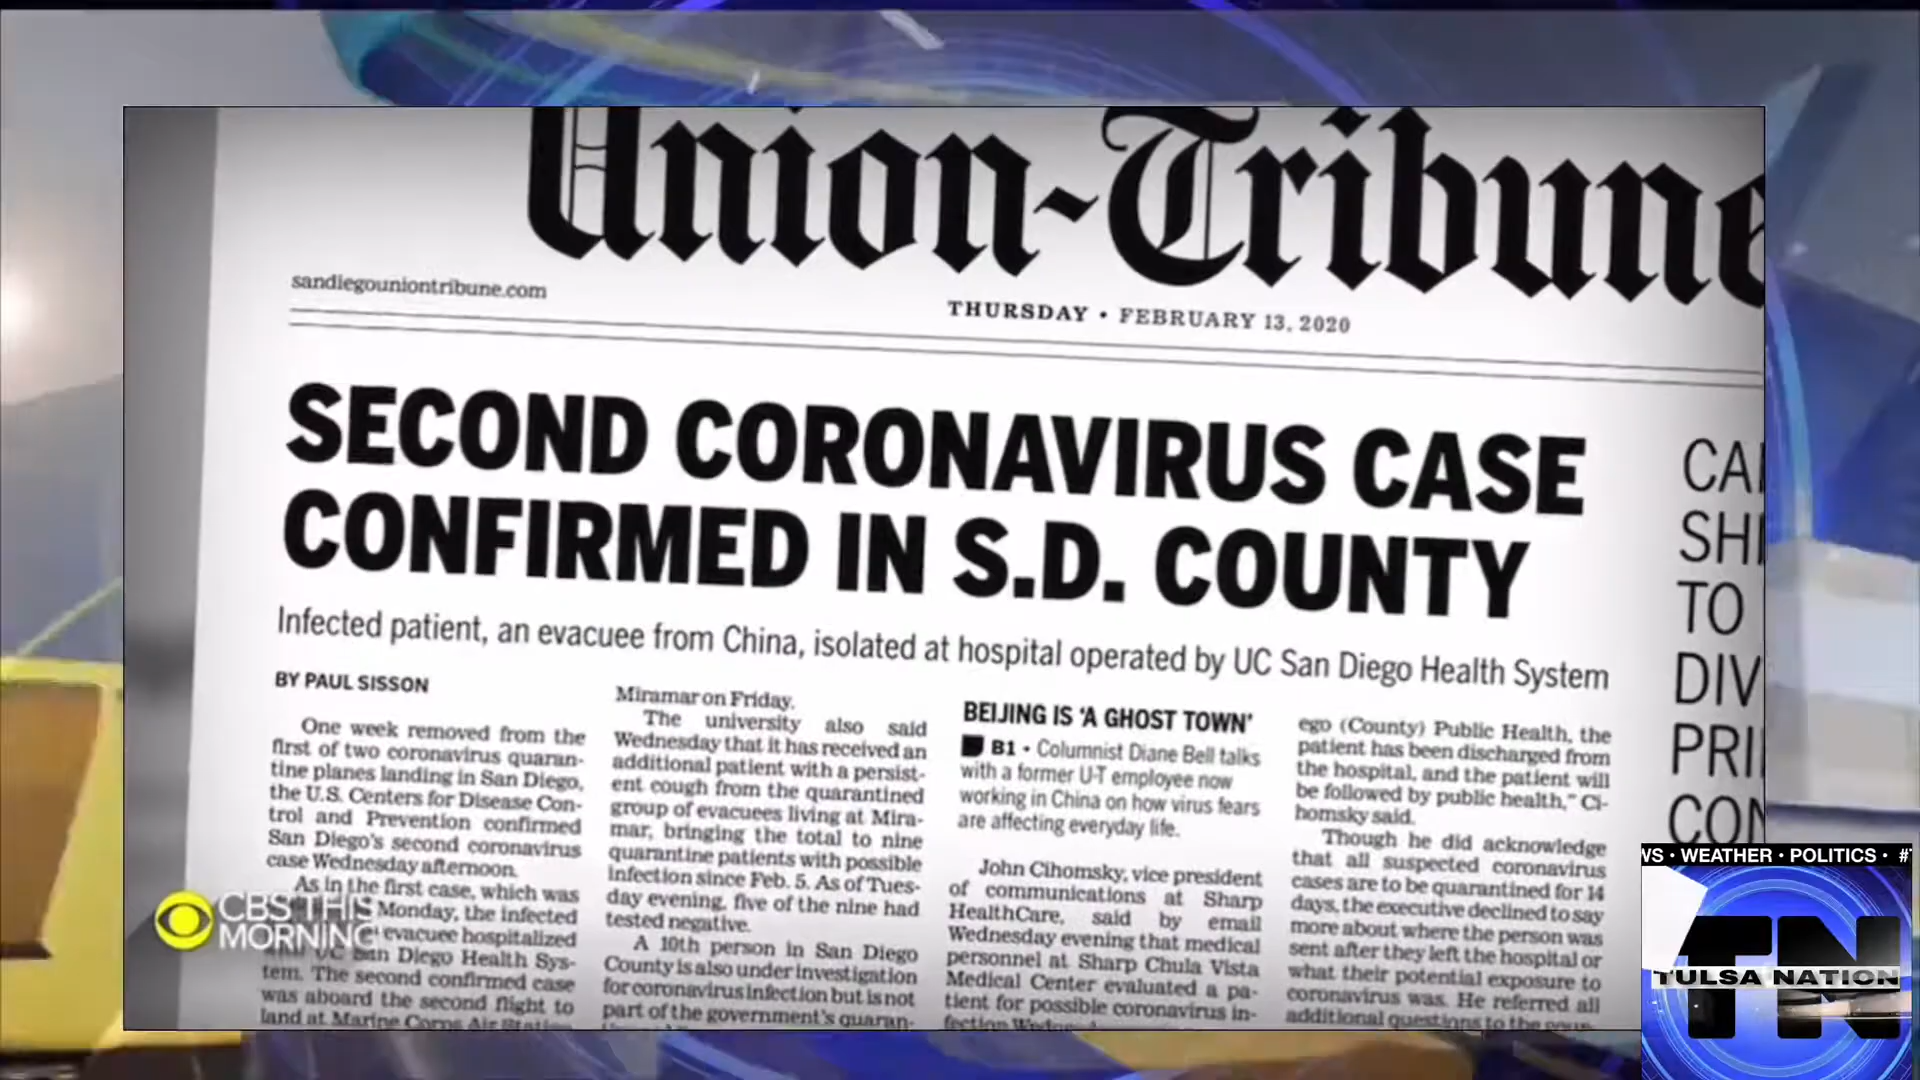 Union-Tribune
sandiegouniontribune.com
THURSDAY • FEBRUARY 13, 2020
SECOND CORONAVIRUS CASE
CONFIRMED IN S.D. COUNTY
Infected patient, an evacuee from China, isolated at hospital operated by UC San Diego Health System
BY PAUL SISSON
One week removed from the
first of two coronavirus quaran-
tine planes landing in San Diego,
the U.S. Centers for Disease Con-
trol and Prevention confirmed
San Diego's second coronavirus
case Wednesday afternoon.
As in the first case, which was
Monday, the infected
evacuee hospitalized
with UC San Diego Health Sys-
tem. The second confirmed case
was aboard the second flight to
land at Marine Corps Air Station
Miramar on Friday.
The university also said
Wednesday that it has received an
additional patient with a persist-
ent cough from the quarantined
group of evacuees living at Mira-
mar, bringing the total to nine
quarantine patients with possible
infection since Feb. 5. As of Tues-
day evening, five of the nine had
tested negative.
A 10th person in San Diego
County is also under investigation
for coronavirus infection but is not
part of the government's quaran-
BEIJING IS 'A GHOST TOWN'
B1 • Columnist Diane Bell talks
with a former U-T employee now
working in China on how virus fears
are affecting everyday life.
John Cihomsky, vice president
of communications at Sharp
HealthCare, said by email
Wednesday evening that medical
personnel at Sharp Chula Vista
Medical Center evaluated a pa-
tient for possible coronavirus in-
fection
ego (County) Public Health, the
patient has been discharged from
the hospital, and the patient will
be followed by public health," Ci-
homsky said.
Though he did acknowledge
that all suspected coronavirus
cases are to be quarantined for 14
days, the executive declined to say
more about where the person was
sent after they left the hospital or
what their potential exposure to
coronavirus was. He referred all
additional questions to the
CA
SHI
TO
DIV
PRI
CON
CBS THIS
MORNING
WS • WEATHER • POLITICS • #
TN
TULSA NATION